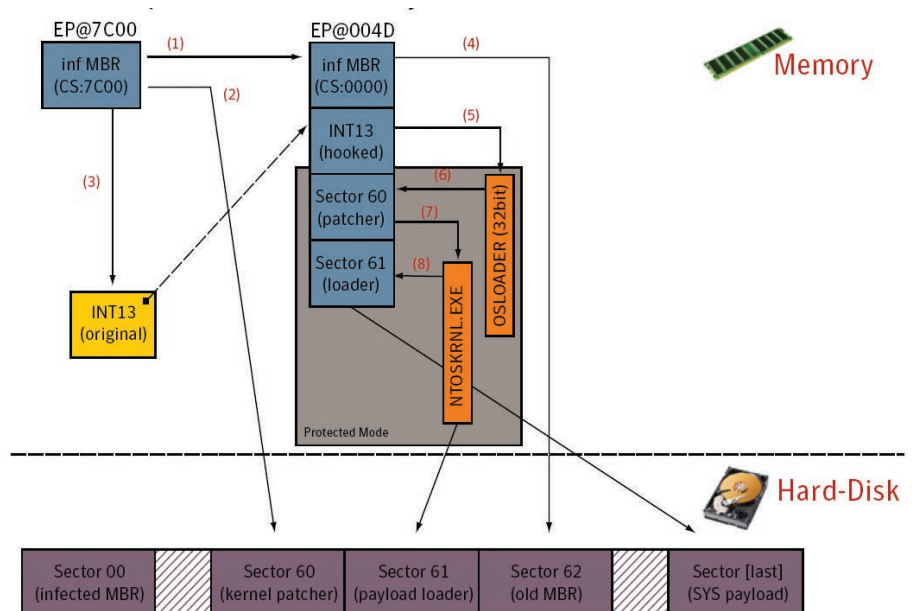 EP@7C00
EP@004D
inf MBR
(CS:7C00)
(1)
inf MBR
(CS:0000)
(4)
Memory
(2)
INT13
(hooked)
(5)
(3)
Sector 60
(patcher)
(6)
(7)
OSLOADER (32bit)
Sector 61
(loader)
(8)
NTOSKRNL.EXE
INT13
(original)
Protected Mode
Hard-Disk
Sector 00
(infected MBR)
Sector 60
(kernel patcher)
Sector 61
(payload loader)
Sector 62
(old MBR)
Sector [last]
(SYS payload)